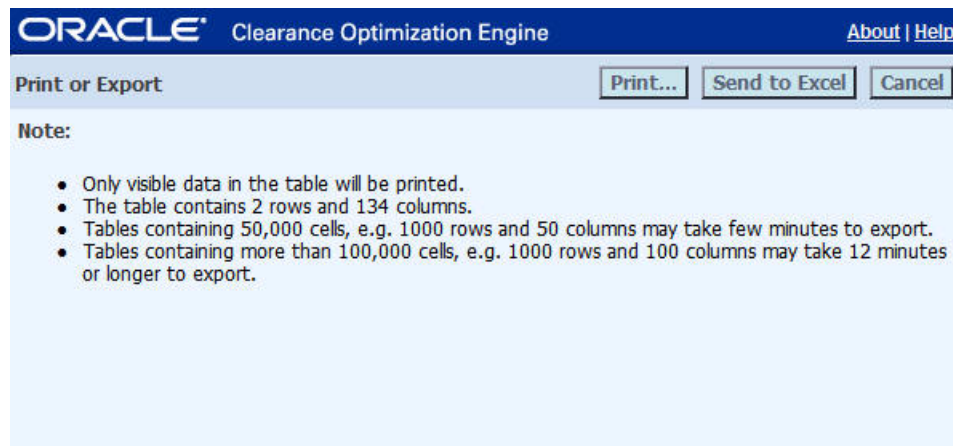 ORACLE Clearance Optimization Engine About | Help
Print or Export Print... Send to Excel Cancel
Note:
• Only visible data in the table will be printed.
• The table contains 2 rows and 134 columns.
• Tables containing 50,000 cells, e.g. 1000 rows and 50 columns may take few minutes to export.
• Tables containing more than 100,000 cells, e.g. 1000 rows and 100 columns may take 12 minutes
or longer to export.